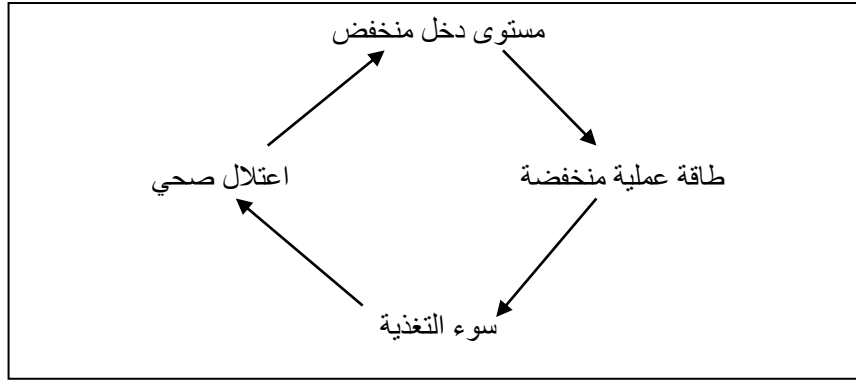 مستوى دخل منخفض
طاقة عملية منخفضة
اعتلال صحي
سوء التغذية